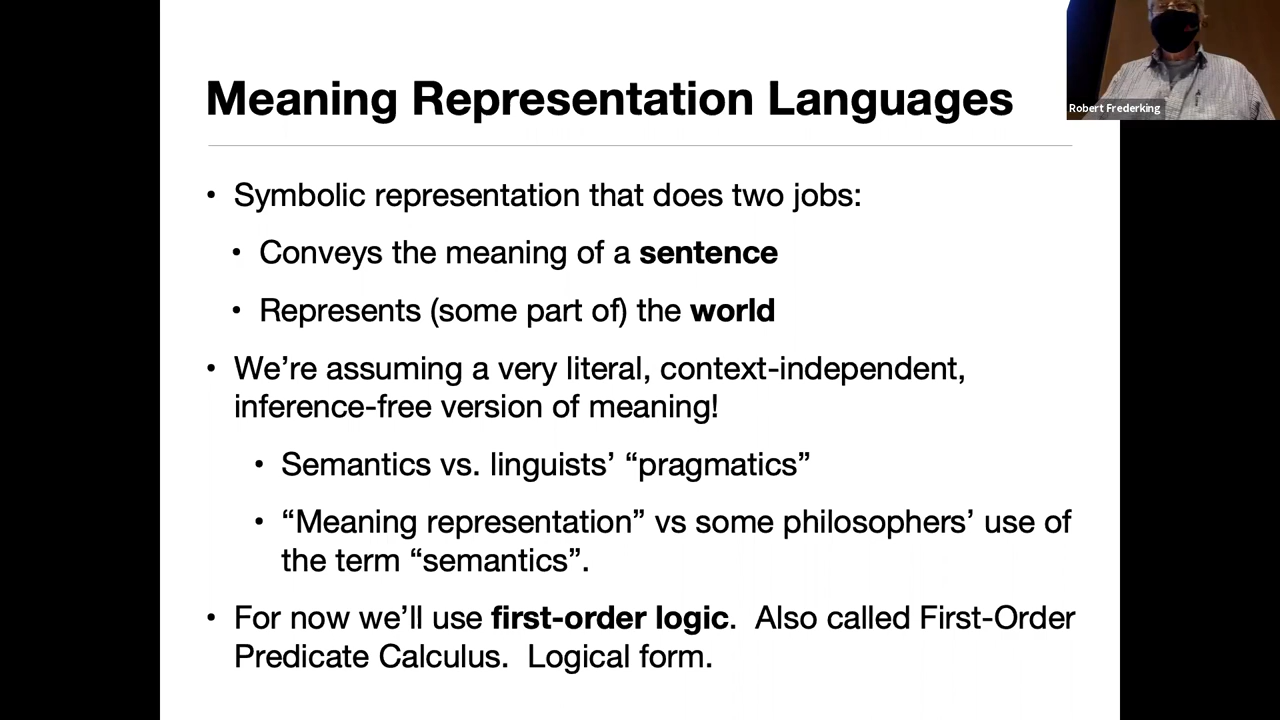 Meaning Representation Languages
Robert Frederking
• Symbolic representation that does two jobs:
• Conveys the meaning of a sentence
• Represents (some part of) the world
• We’re assuming a very literal, context-independent,
inference-free version of meaning!
• Semantics vs. linguists’ “pragmatics”
• “Meaning representation” vs some philosophers’ use of
the term “semantics”.
• For now we’ll use first-order logic.  Also called First-Order
Predicate Calculus.  Logical form.